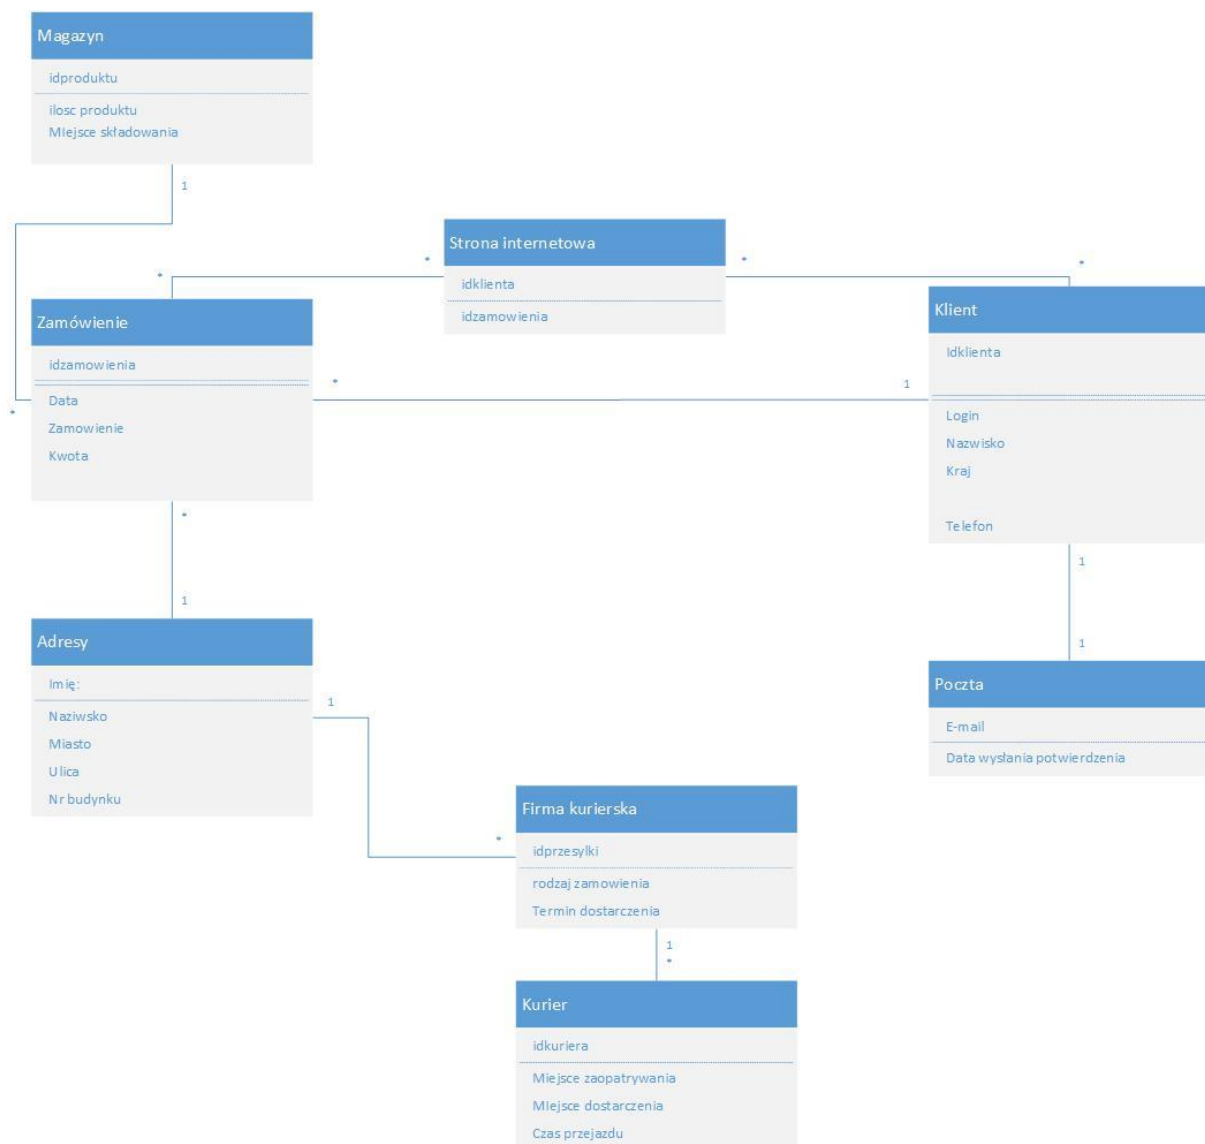 Magazyn
idproduktu
ilosc produktu
MIejsce składowania
1
Strona internetowa
idklienta
idzamowienia
*
*
*
*
Zamówienie
idzamowienia
Data
Zamowienie
Kwota
*
*
1
Klient
Idklienta
Login
Nazwisko
Kraj
Telefon
*
1
1
1
Adresy
Imię:
Naziwsko
Miasto
Ulica
Nr budynku
1
*
Poczta
E-mail
Data wysłania potwierdzenia
Firma kurierska
idprzesylki
rodzaj zamowienia
Termin dostarczenia
1
*
Kurier
idkuriera
Miejsce zaopatrywania
MIejsce dostarczenia
Czas przejazdu